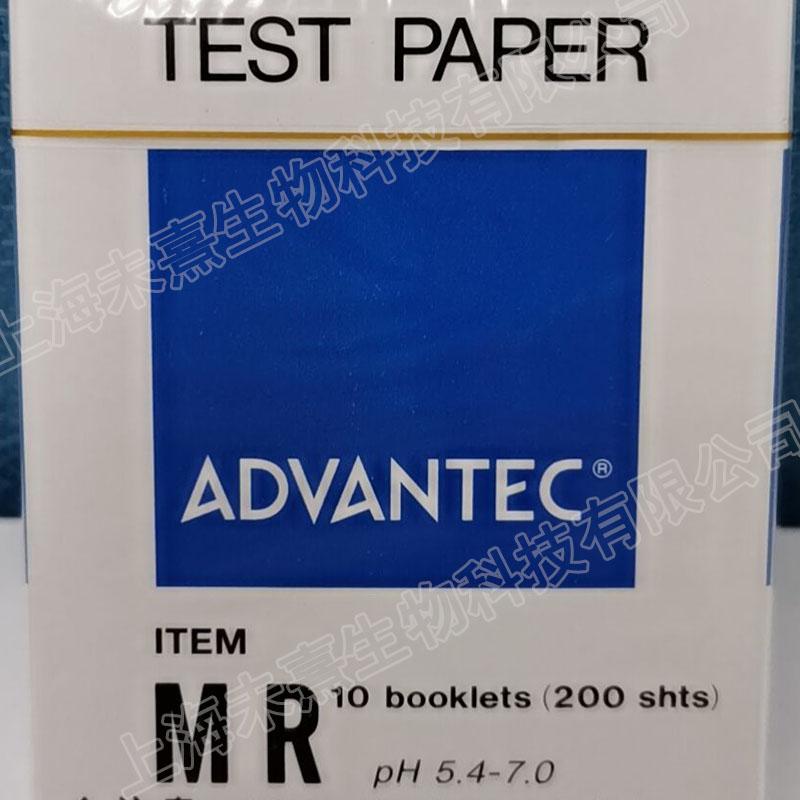 TEST PAPER
ADVANTEC®
ITEM
MR 10 booklets (200 shts)
pH 5.4-7.0
上海未熹生物科技有限公司
上海未熹生物科技有限公司